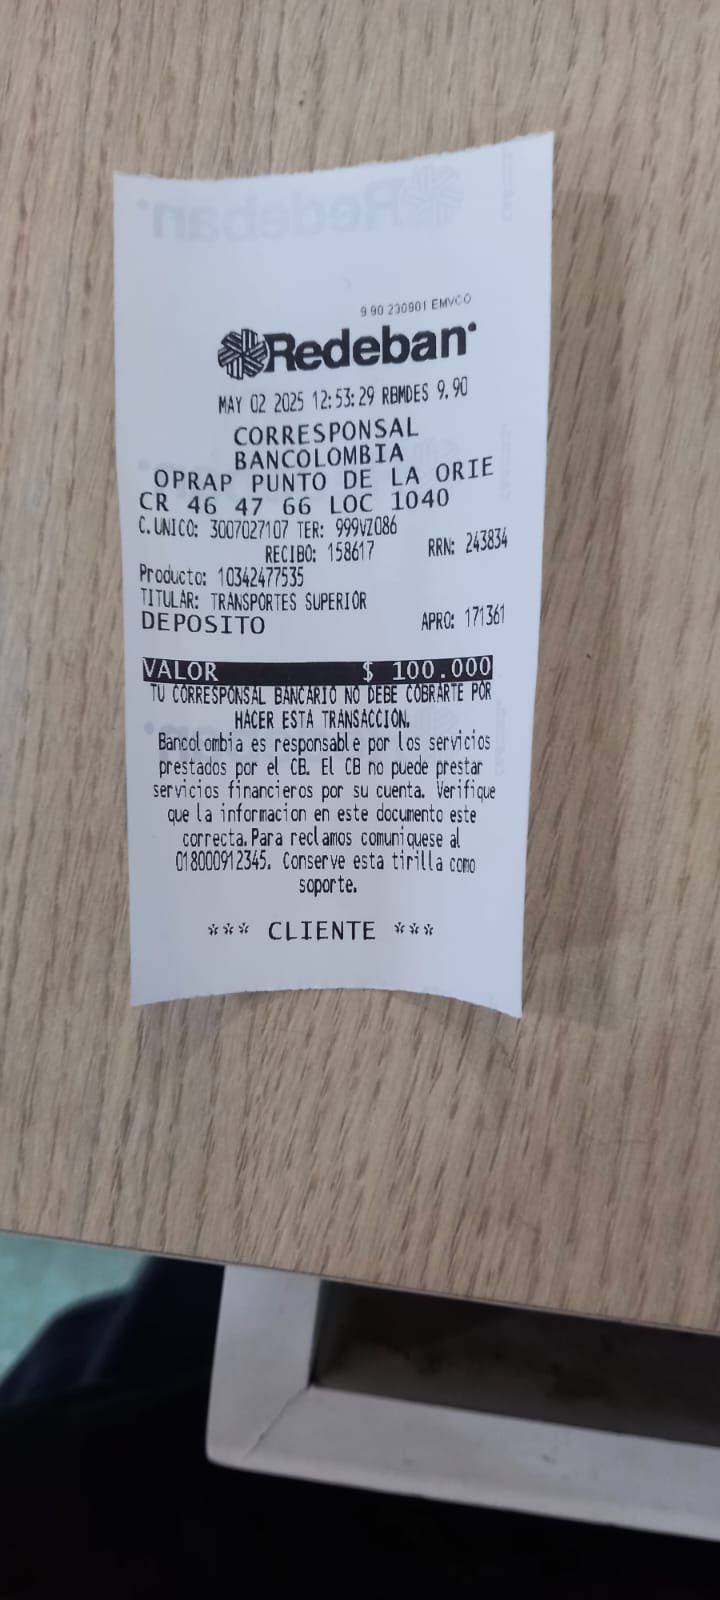 9.90 230901 EMVCO
Redeban
MAY 02 2025 12:53:29 RBMDES 9.90
CORRESPONSAL
BANCOLOMBIA
OPRAP PUNTO DE LA ORIE
CR 46 47 66 LOC 1040
C.UNICO: 3007027107 TER: 999VZ086
RECIBO: 158617 RRN: 243834
Producto: 10342477535
TITULAR: TRANSPORTES SUPERIOR
DEPOSITO APRO: 171361
VALOR $ 100.000
TU CORRESPONSAL BANCARIO NO DEBE COBRARTE POR
HACER ESTA TRANSACCIÓN.
Bancolombia es responsable por los servicios
prestados por el CB. El CB no puede prestar
servicios financieros por su cuenta. Verifique
que la informacion en este documento este
correcta.Para reclamos comuniquese al
018000912345. Conserve esta tirilla como
soporte.
*** CLIENTE ***